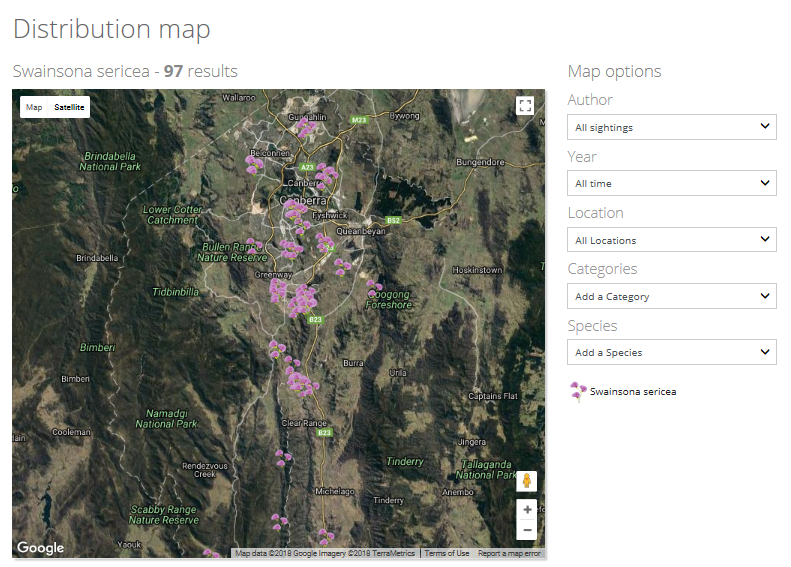 Distribution map
Swainsona sericea - 97 results
Map options
Map
Satellite
Wallaroo
Gungahlin
M23
Bywong
Brindabella
National Park
Belconnen
A23
Bungendore
Canberra
Canberra
Lower Cotter
Catchment
Fyshwick
B52
Queanbeyan
Bullen Range
Nature Reserve
Brindabella
Greenway
Hoskinstown
Tidbinbilla
Googong
Foreshore
B23
Bimberi
Burra
Bimberi
Urila
Captains Flat
Namadgi
National Park
Clear Range
B23
Cooleman
Jingera
Rendezvous
Creek
Tinderry
Tallaganda
National Park
Michelago
Anembo
Tinderry
Scabby Range
Nature Reserve
Yaouk
Google
Map data ©2018 Google Imagery ©2018 TerraMetrics
Terms of Use
Report a map error
Author
All sightings
Year
All time
Location
All Locations
Categories
Add a Category
Species
Add a Species
Swainsona sericea